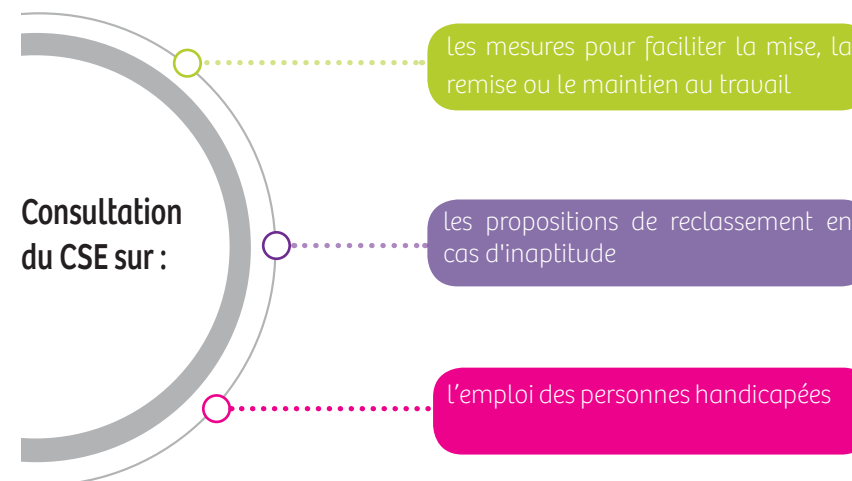 les mesures pour faciliter la mise, la
remise ou le maintien au travail
Consultation
du CSE sur :
les propositions de reclassement en
cas d'inaptitude
l’emploi des personnes handicapées